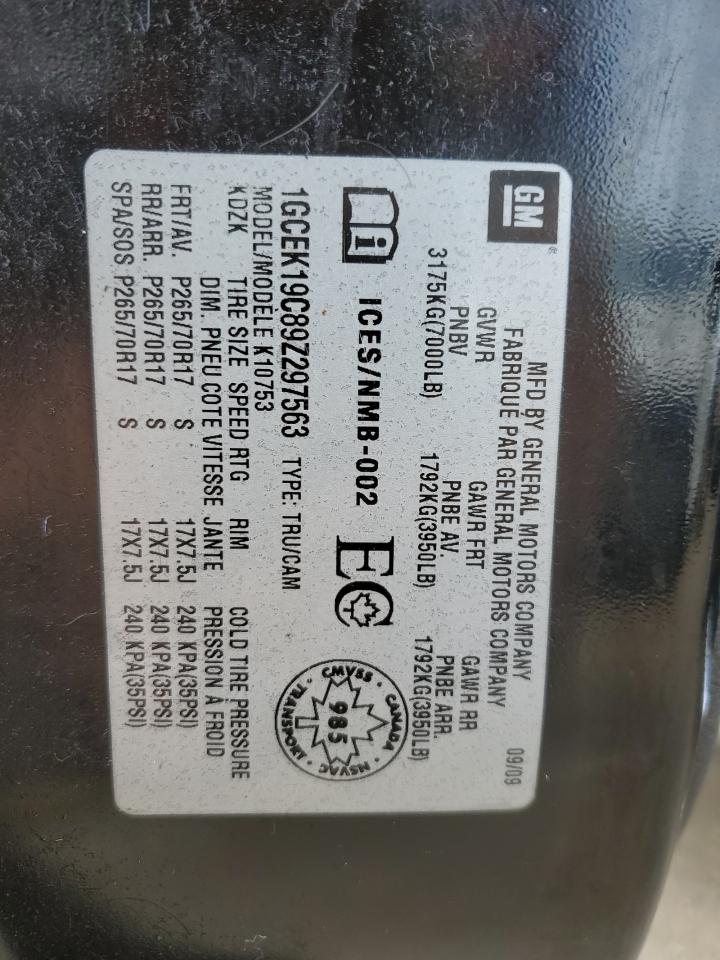 GM
MFD BY GENERAL MOTORS COMPANY
FABRIQUÉ PAR GENERAL MOTORS COMPANY 09/09
GVWR GAWR FRT GAWR RR
PNBV PNBE AV. PNBE ARR.
3175KG(7000LB) 1792KG(3950LB) 1792KG(3950LB)
i ICES/NMB-002 EC
CMVSS · CANADA · NSVAC · TRANSPORT ·
985
1GCEK19C89Z297563 TYPE: TRU/CAM
MODEL/MODÈLE K10753
KDZK TIRE SIZE SPEED RTG RIM COLD TIRE PRESSURE
DIM. PNEU COTE VITESSE JANTE PRESSION À FROID
FRT/AV. P265/70R17 S 17X7.5J 240 KPA(35PSI)
RR/ARR. P265/70R17 S 17X7.5J 240 KPA(35PSI)
SPA/SOS P265/70R17 S 17X7.5J 240 KPA(35PSI)